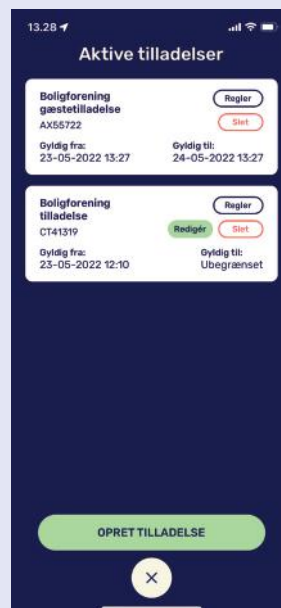 13.28
Aktive tilladelser
Boligforening
gæstetilladelse
Regler
AX55722
Slet
Gyldig fra:
Gyldig til:
23-05-2022 13:27
24-05-2022 13:27
Boligforening
tilladelse
Regler
CT41319
Redigér
Slet
Gyldig fra:
Gyldig til:
23-05-2022 12:10
Ubegrænset
OPRET TILLADELSE